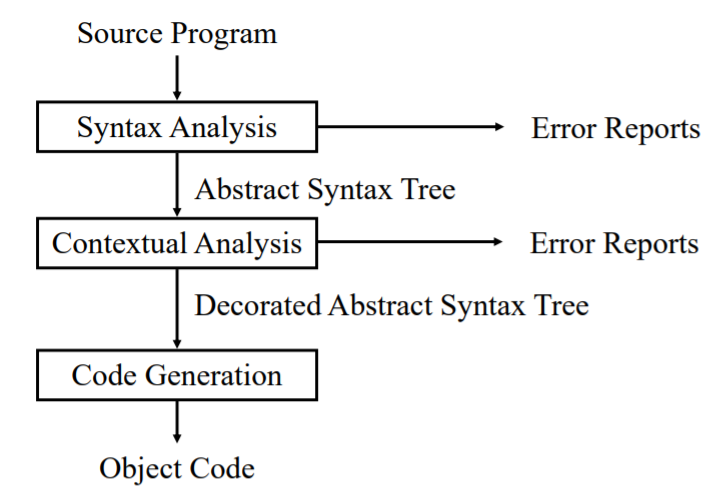 Source Program
Syntax Analysis
Error Reports
Abstract Syntax Tree
Contextual Analysis
Error Reports
Decorated Abstract Syntax Tree
Code Generation
Object Code